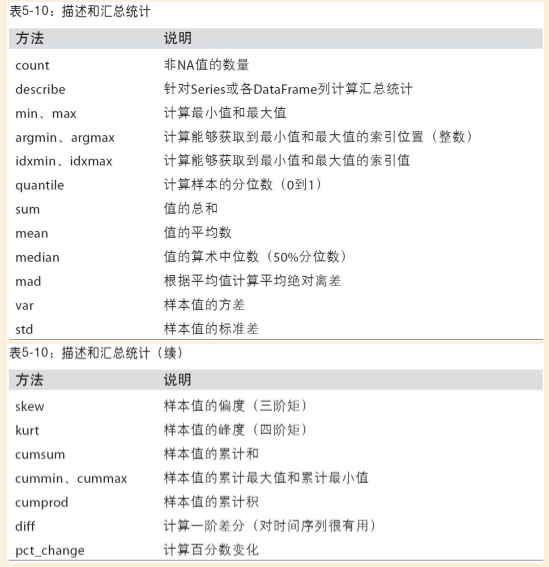 表5-10：描述和汇总统计
方法 说明
count 非NA值的数量
describe 针对Series或各DataFrame列计算汇总统计
min、max 计算最小值和最大值
argmin、argmax 计算能够获取到最小值和最大值的索引位置（整数）
idxmin、idxmax 计算能够获取到最小值和最大值的索引值
quantile 计算样本的分位数（0到1）
sum 值的总和
mean 值的平均数
median 值的算术中位数（50%分位数）
mad 根据平均值计算平均绝对离差
var 样本值的方差
std 样本值的标准差
表5-10：描述和汇总统计（续）
方法 说明
skew 样本值的偏度（三阶矩）
kurt 样本值的峰度（四阶矩）
cumsum 样本值的累计和
cummin、cummax 样本值的累计最大值和累计最小值
cumprod 样本值的累计积
diff 计算一阶差分（对时间序列很有用）
pct_change 计算百分数变化